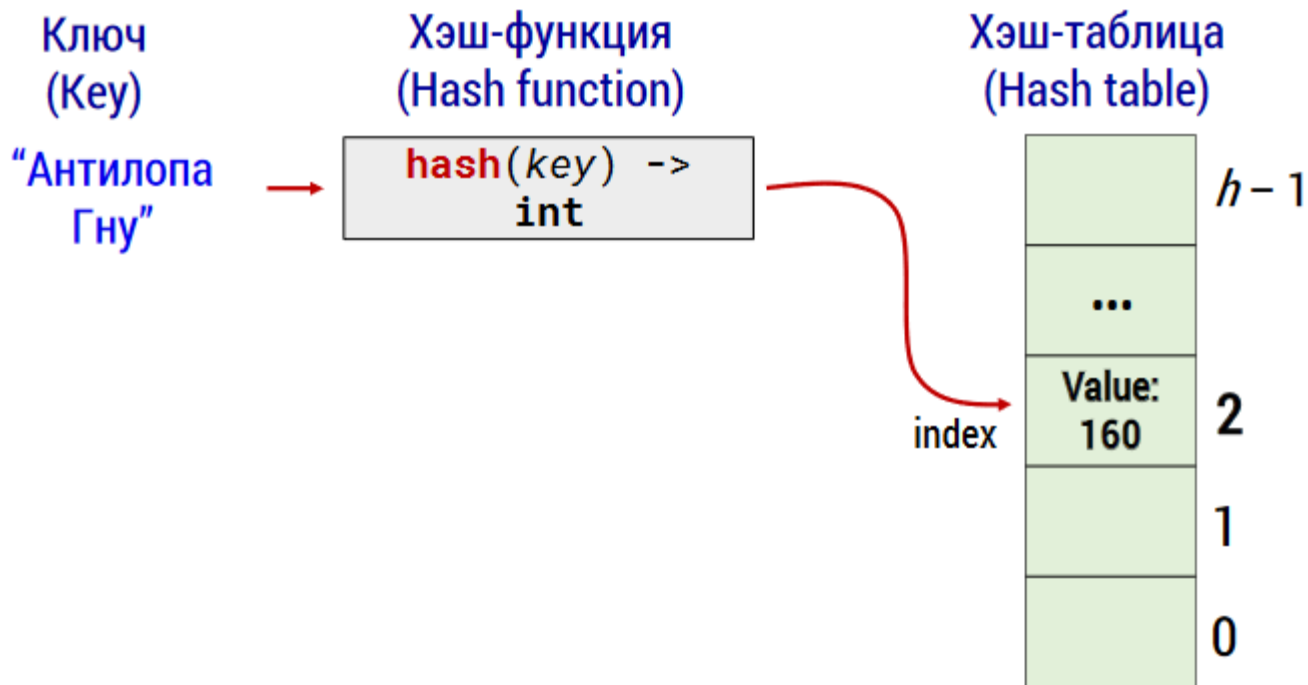 Ключ
(Key)
“Антилопа
Гну”
Хэш-функция
(Hash function)
hash(key) ->
int
Хэш-таблица
(Hash table)
h – 1
...
Value:
160
2
index
1
0